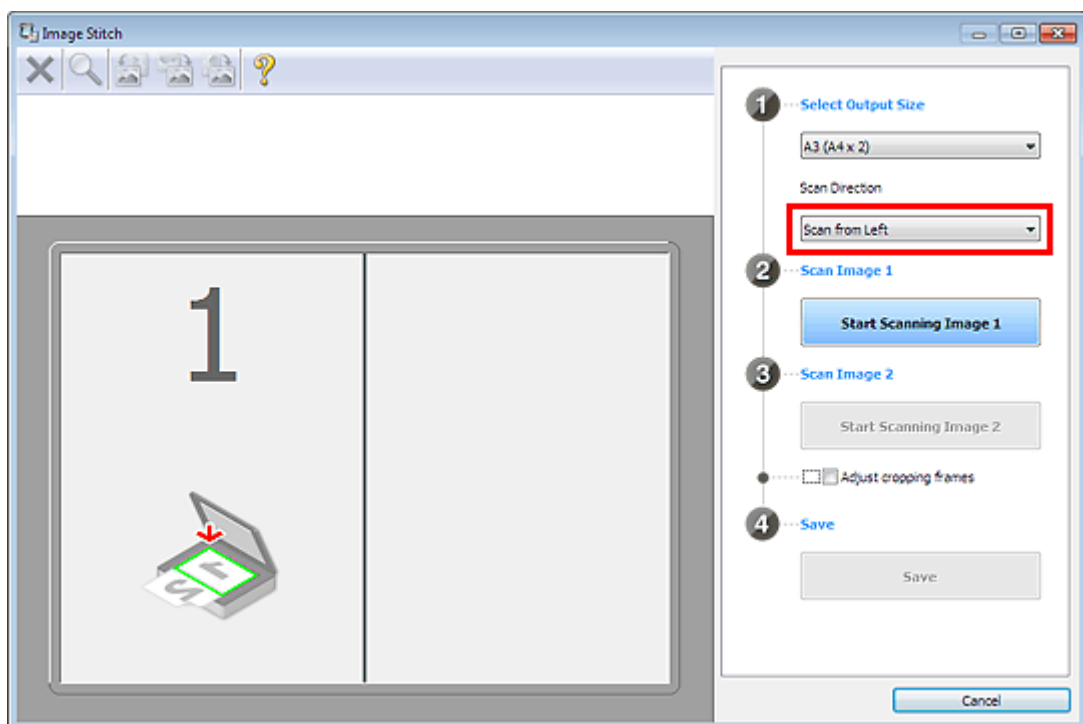 Image Stitch
1
1
Select Output Size
A3 (A4 x 2)
Scan Direction
Scan from Left
2
Scan Image 1
Start Scanning Image 1
3
Scan Image 2
Start Scanning Image 2
Adjust cropping frames
4
Save
Save
Cancel